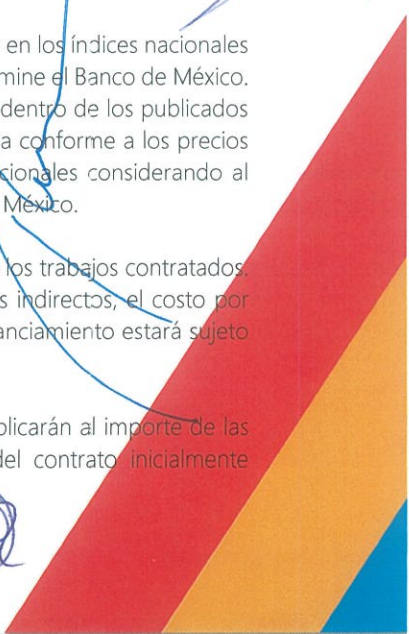 en los índices nacionales
mine el Banco de México.
dentro de los publicados
a conforme a los precios
cionales considerando al
México.
los trabajos contratados.
s indirectos, el costo por
anciamiento estará sujeto
plicarán al importe de las
del contrato inicialmente